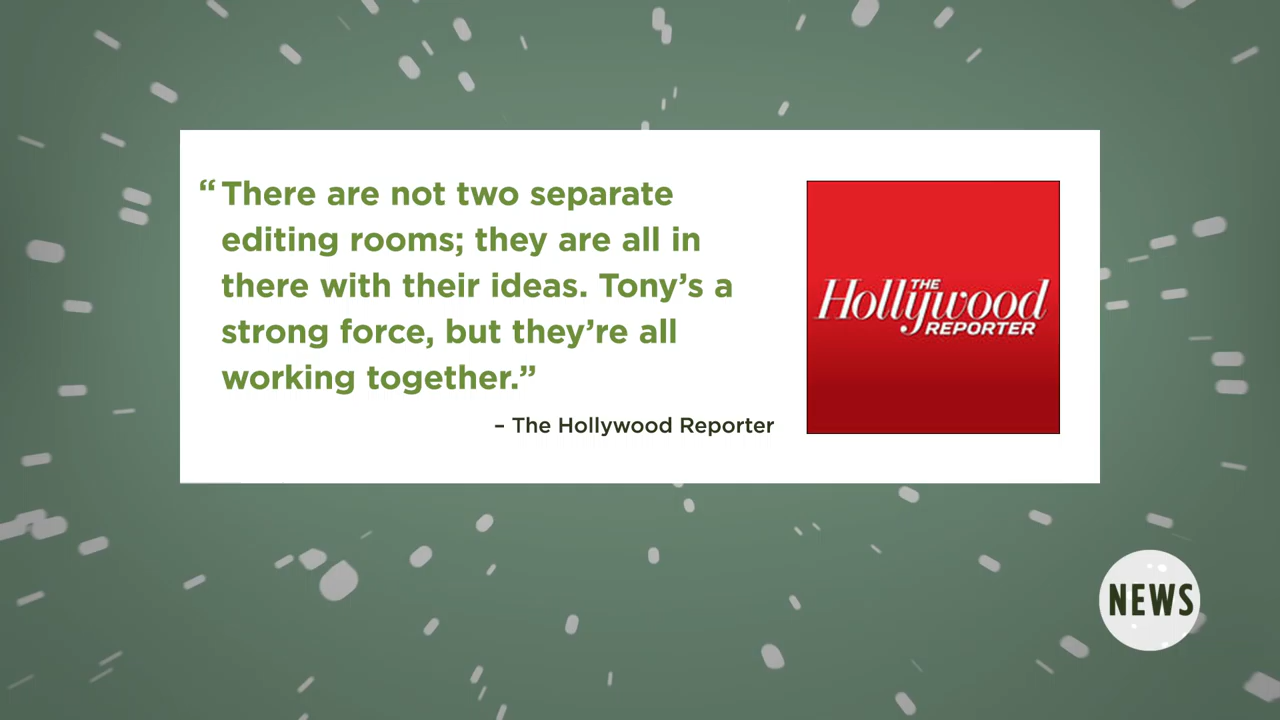 “There are not two separate
editing rooms; they are all in
there with their ideas. Tony’s a
strong force, but they’re all
working together.”
– The Hollywood Reporter
THE
Hollywood
REPORTER
NEWS